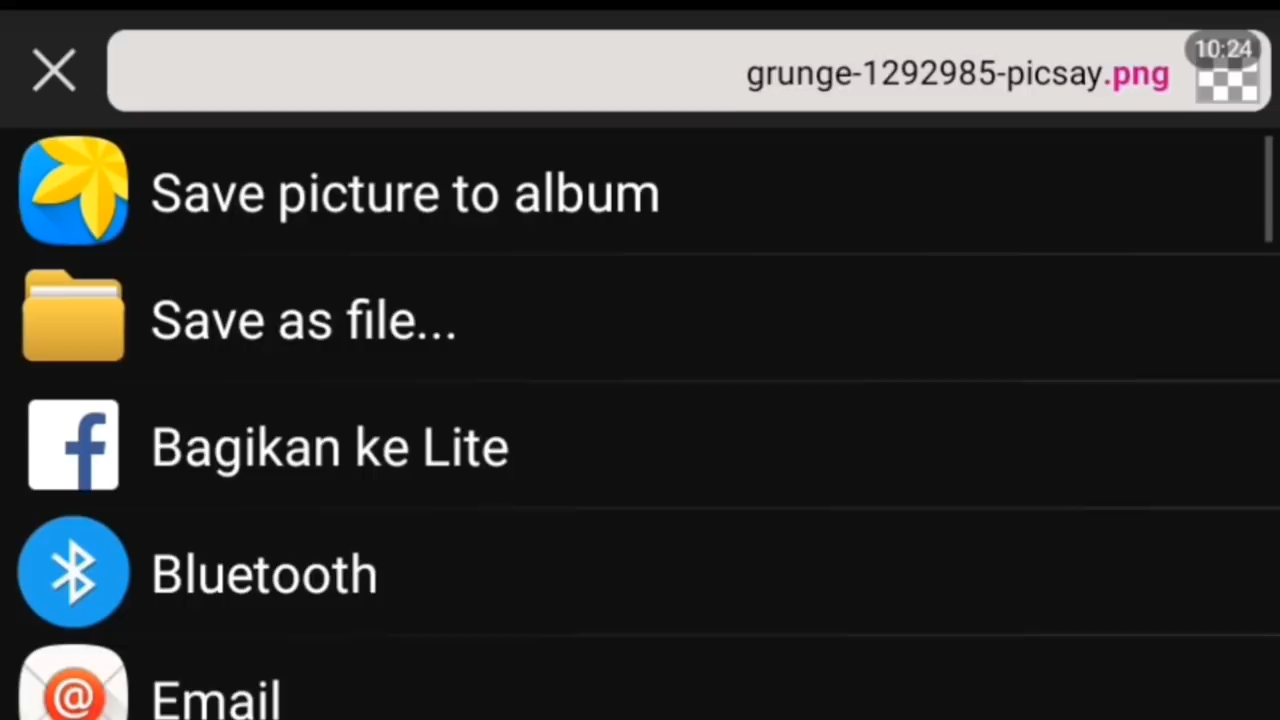 10:24
grunge-1292985-picsay.png
Save picture to album
Save as file...
Bagikan ke Lite
Bluetooth
@ Email